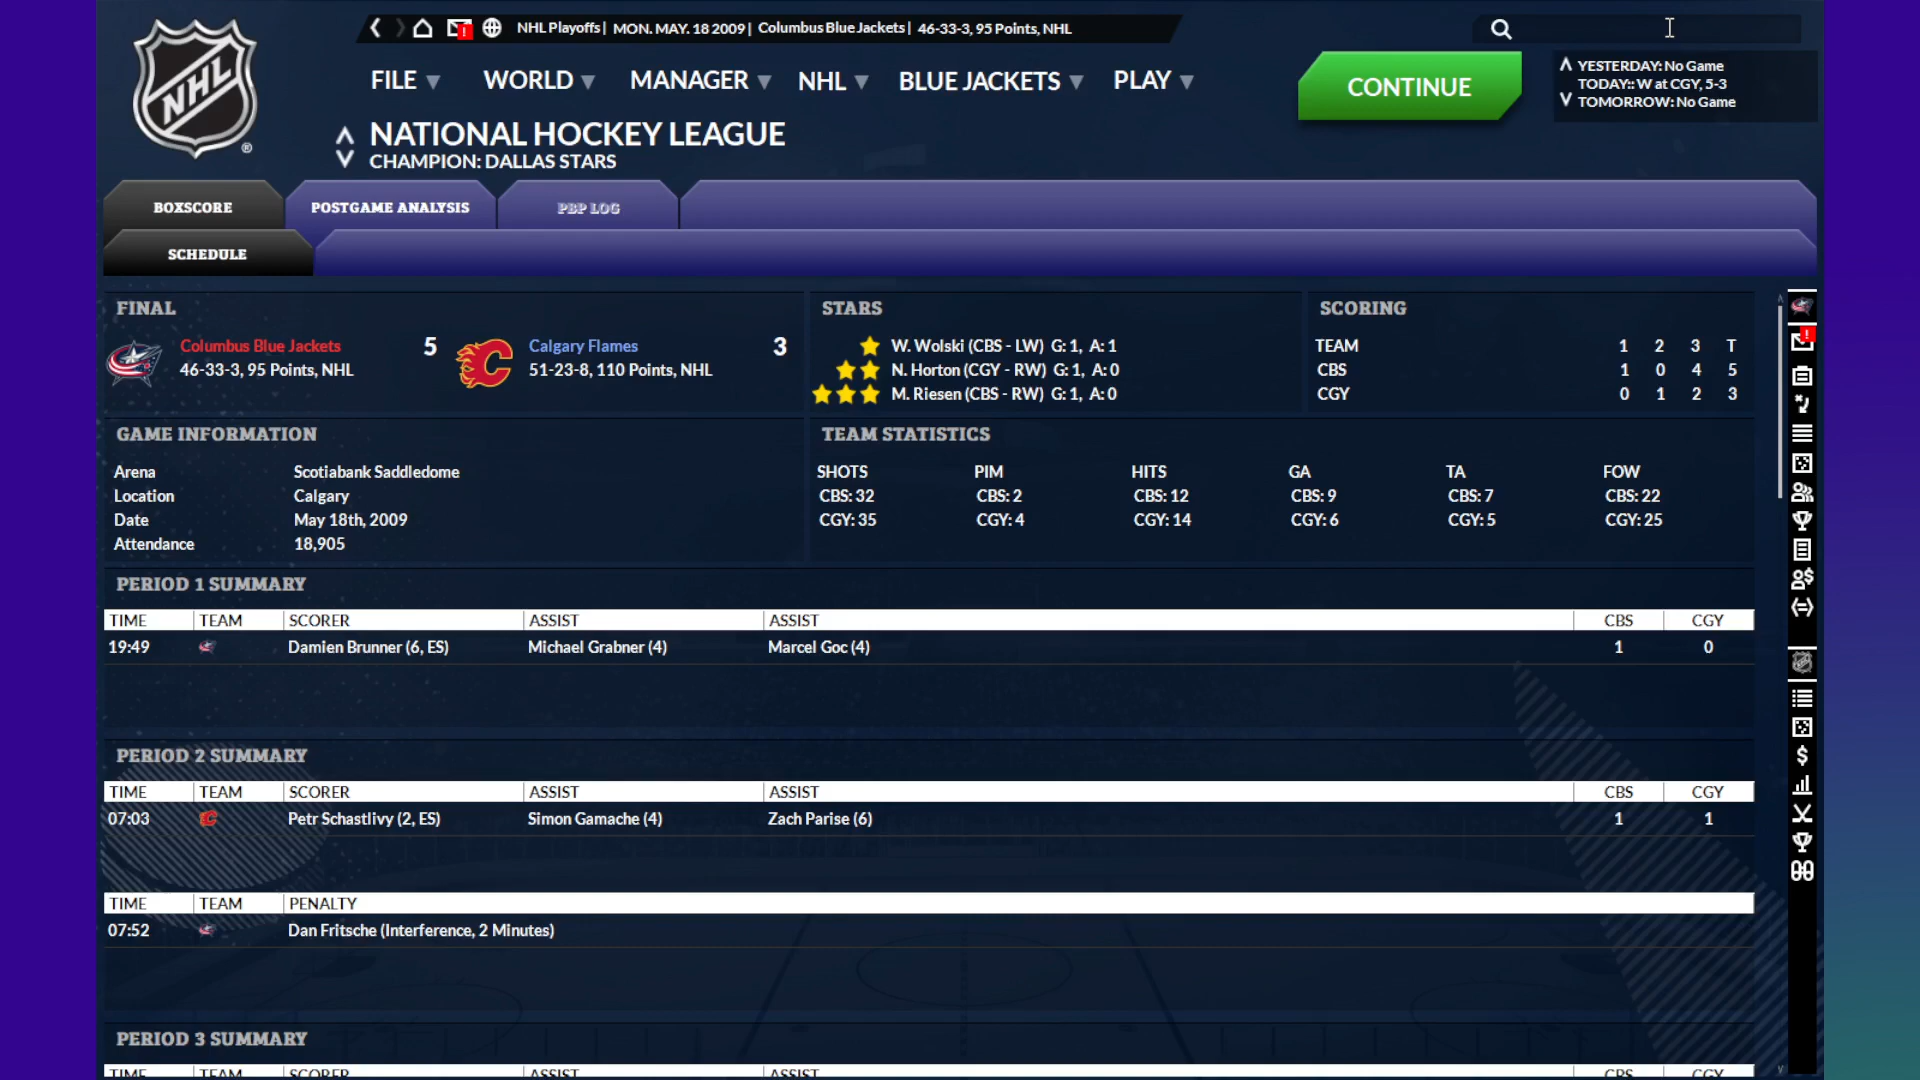 NHL Playoffs| MON. MAY. 18 2009| Columbus Blue Jackets| 46-33-3, 95 Points, NHL
FILE WORLD MANAGER NHL BLUE JACKETS PLAY
CONTINUE
YESTERDAY: No Game
TODAY:: W at CGY, 5-3
TOMORROW: No Game
NHL
NATIONAL HOCKEY LEAGUE
CHAMPION: DALLAS STARS
BOXSCORE POSTGAME ANALYSIS PBP LOG
SCHEDULE
FINAL
Columbus Blue Jackets 5 Calgary Flames 3
46-33-3, 95 Points, NHL 51-23-8, 110 Points, NHL
STARS
W. Wolski (CBS - LW) G: 1, A: 1
N. Horton (CGY - RW) G: 1, A: 0
M. Riesen (CBS - RW) G: 1, A: 0
SCORING
TEAM 1 2 3 T
CBS 1 0 4 5
CGY 0 1 2 3
GAME INFORMATION
Arena Scotiabank Saddledome
Location Calgary
Date May 18th, 2009
Attendance 18,905
TEAM STATISTICS
SHOTS PIM HITS GA TA FOW
CBS: 32 CBS: 2 CBS: 12 CBS: 9 CBS: 7 CBS: 22
CGY: 35 CGY: 4 CGY: 14 CGY: 6 CGY: 5 CGY: 25
PERIOD 1 SUMMARY
TIME TEAM SCORER ASSIST ASSIST CBS CGY
19:49 Damien Brunner (6, ES) Michael Grabner (4) Marcel Goc (4) 1 0
PERIOD 2 SUMMARY
TIME TEAM SCORER ASSIST ASSIST CBS CGY
07:03 Petr Schastlivy (2, ES) Simon Gamache (4) Zach Parise (6) 1 1
TIME TEAM PENALTY
07:52 Dan Fritsche (Interference, 2 Minutes)
PERIOD 3 SUMMARY
TIME TEAM SCORER ASSIST ASSIST CBS CGY